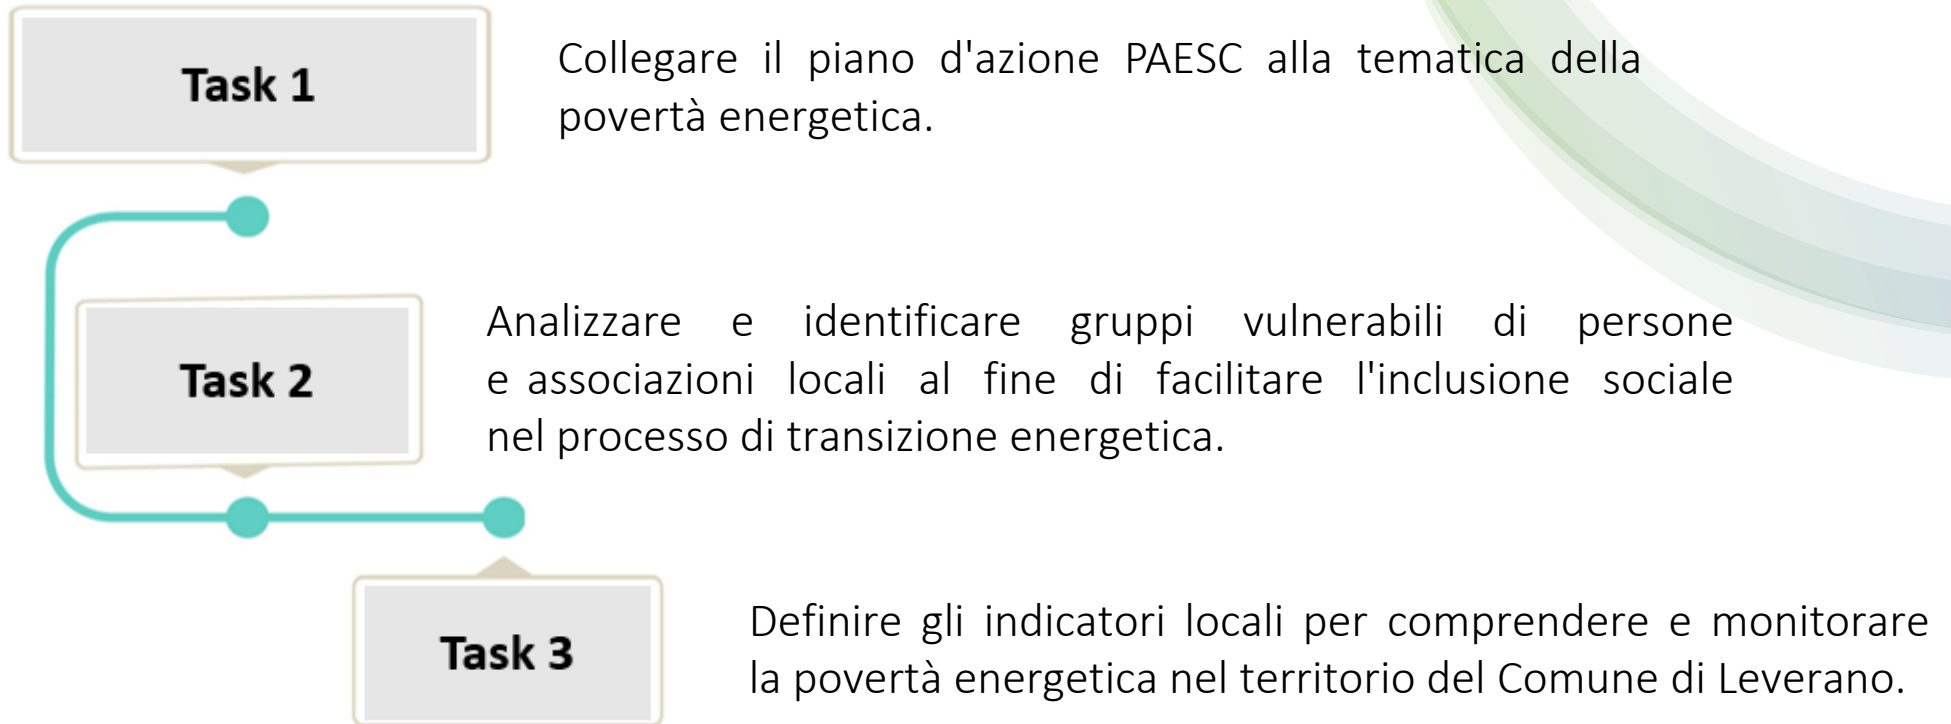 Task 1
Collegare il piano d'azione PAESC alla tematica della
povertà energetica.
Task 2
Analizzare e identificare gruppi vulnerabili di persone
e associazioni locali al fine di facilitare l'inclusione sociale
nel processo di transizione energetica.
Task 3
Definire gli indicatori locali per comprendere e monitorare
la povertà energetica nel territorio del Comune di Leverano.